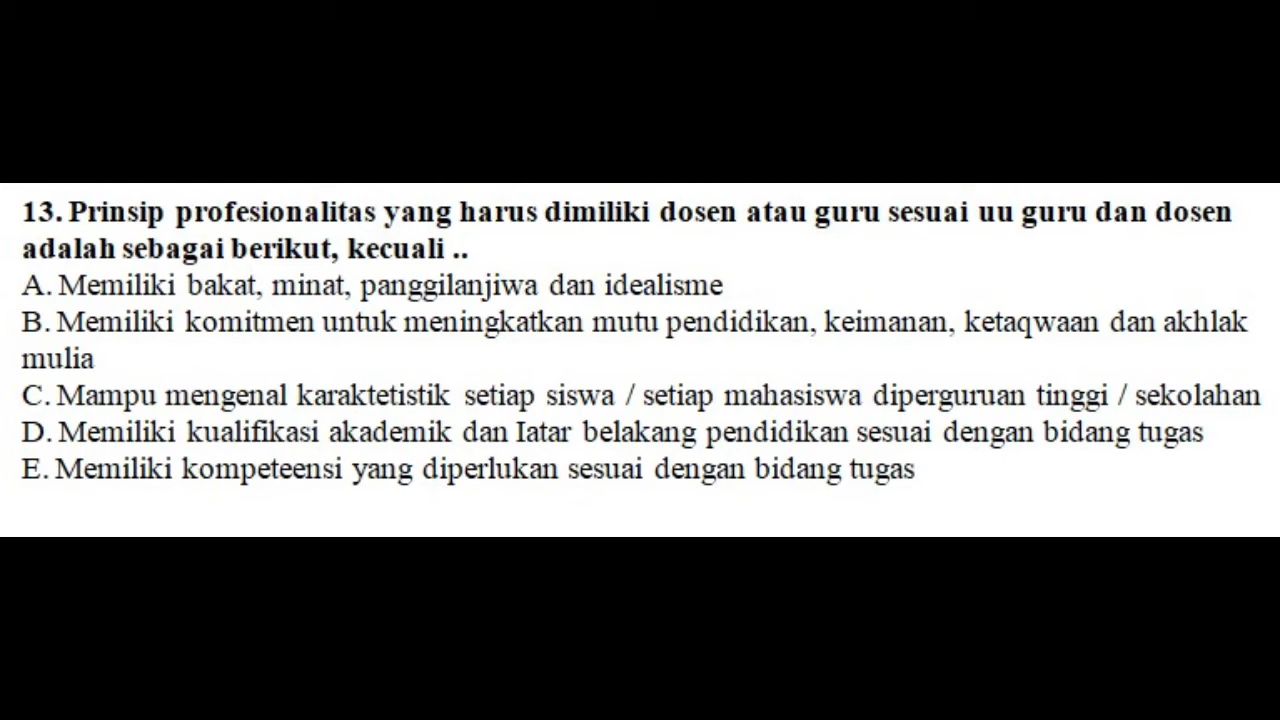 13. Prinsip profesionalitas yang harus dimiliki dosen atau guru sesuai uu guru dan dosen
adalah sebagai berikut, kecuali ..
A. Memiliki bakat, minat, panggilanjiwa dan idealisme
B. Memiliki komitmen untuk meningkatkan mutu pendidikan, keimanan, ketaqwaan dan akhlak
mulia
C. Mampu mengenal karaktetistik setiap siswa / setiap mahasiswa diperguruan tinggi / sekolahan
D. Memiliki kualifikasi akademik dan Iatar belakang pendidikan sesuai dengan bidang tugas
E. Memiliki kompeteensi yang diperlukan sesuai dengan bidang tugas